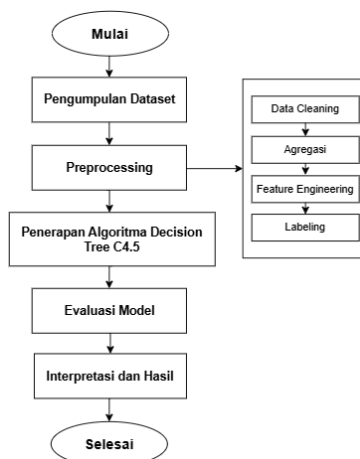 Mulai
Pengumpulan Dataset
Preprocessing
Data Cleaning
Agregasi
Feature Engineering
Labeling
Penerapan Algoritma Decision
Tree C4.5
Evaluasi Model
Interpretasi dan Hasil
Selesai